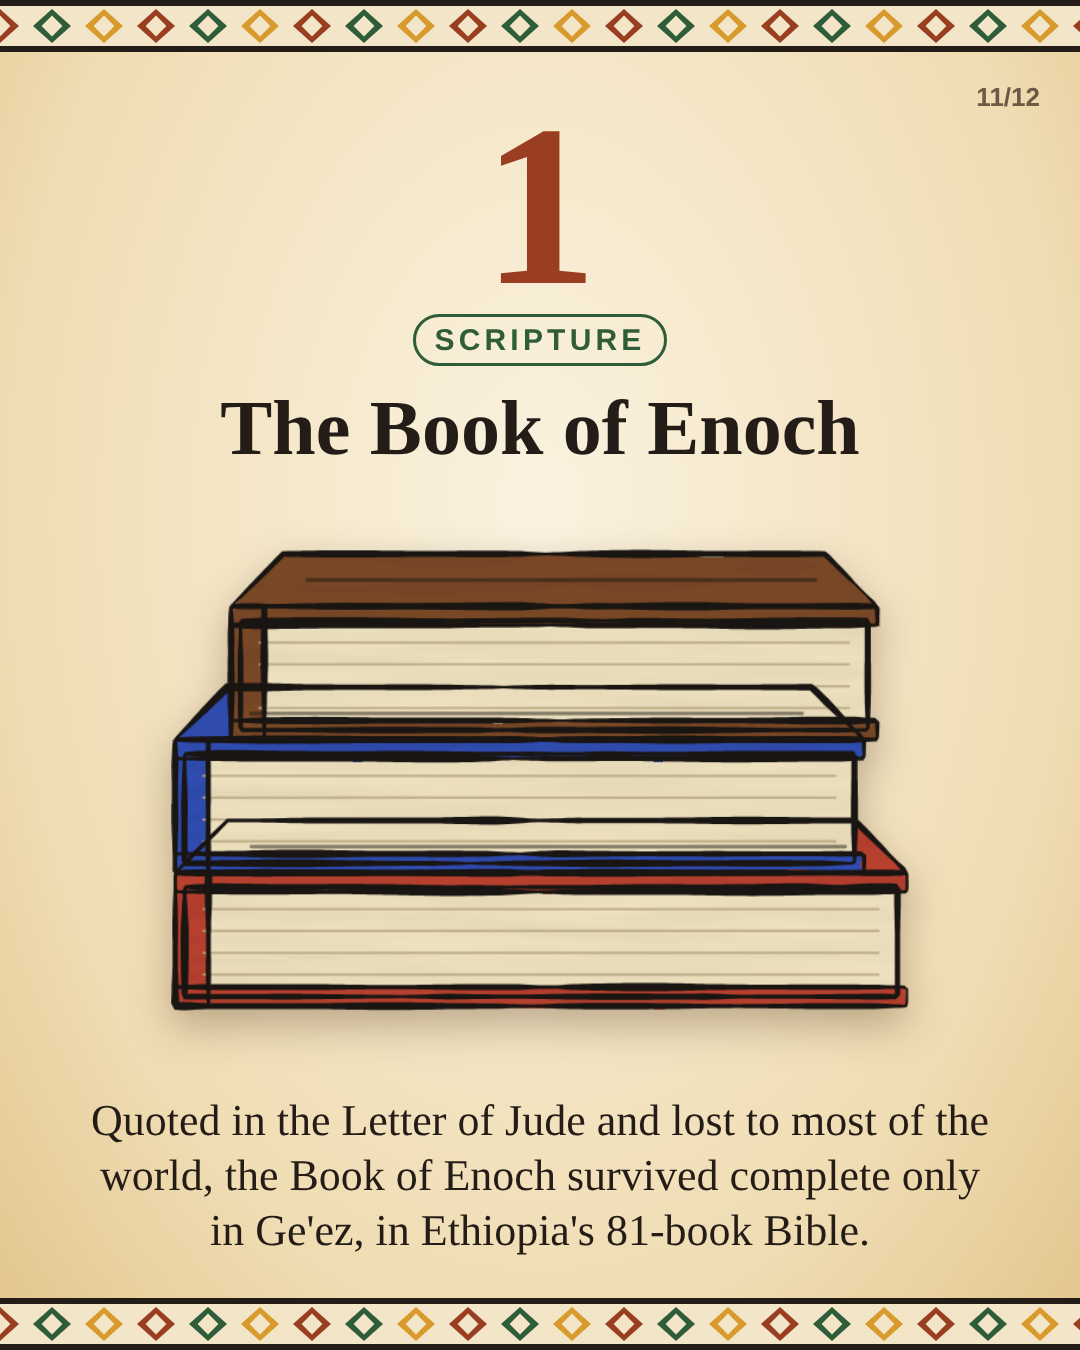 11/12
1
SCRIPTURE
The Book of Enoch
Quoted in the Letter of Jude and lost to most of the
world, the Book of Enoch survived complete only
in Ge'ez, in Ethiopia's 81-book Bible.